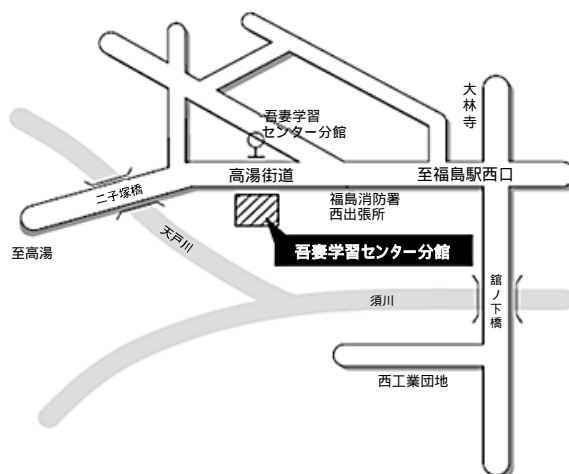 大林寺
吾妻学習
センター分館
高湯街道
至福島駅西口
二子塚橋
福島消防署
西出張所
至高湯
天戸川
吾妻学習センター分館
舘ノ下橋
須川
西工業団地